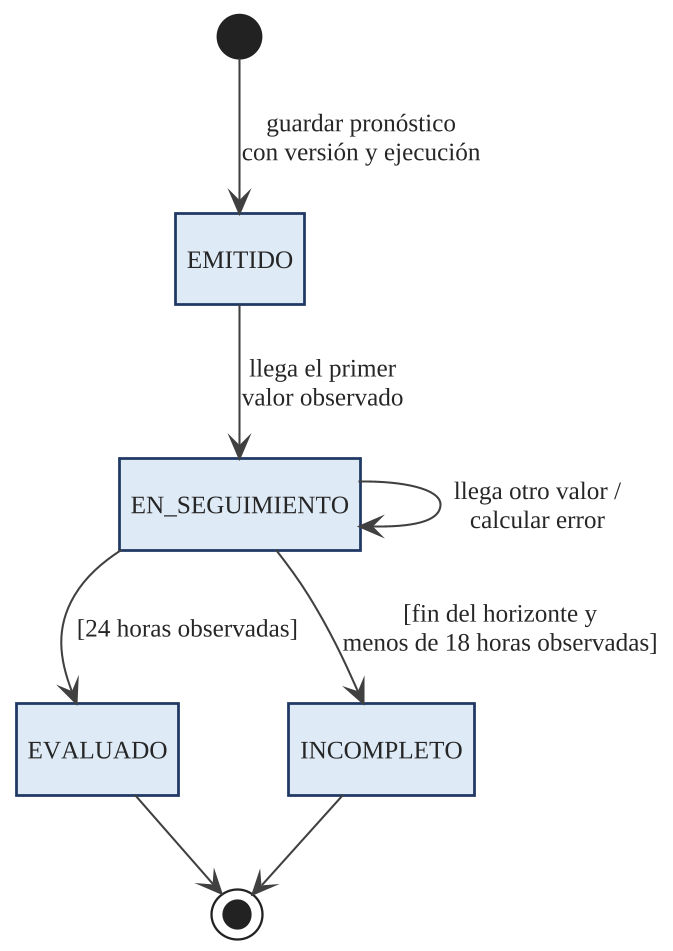 guardar pronóstico
con versión y ejecución
EMITIDO
llega el primer
valor observado
EN_SEGUIMIENTO
llega otro valor /
calcular error
[24 horas observadas]
[fin del horizonte y
menos de 18 horas observadas]
EVALUADO
INCOMPLETO